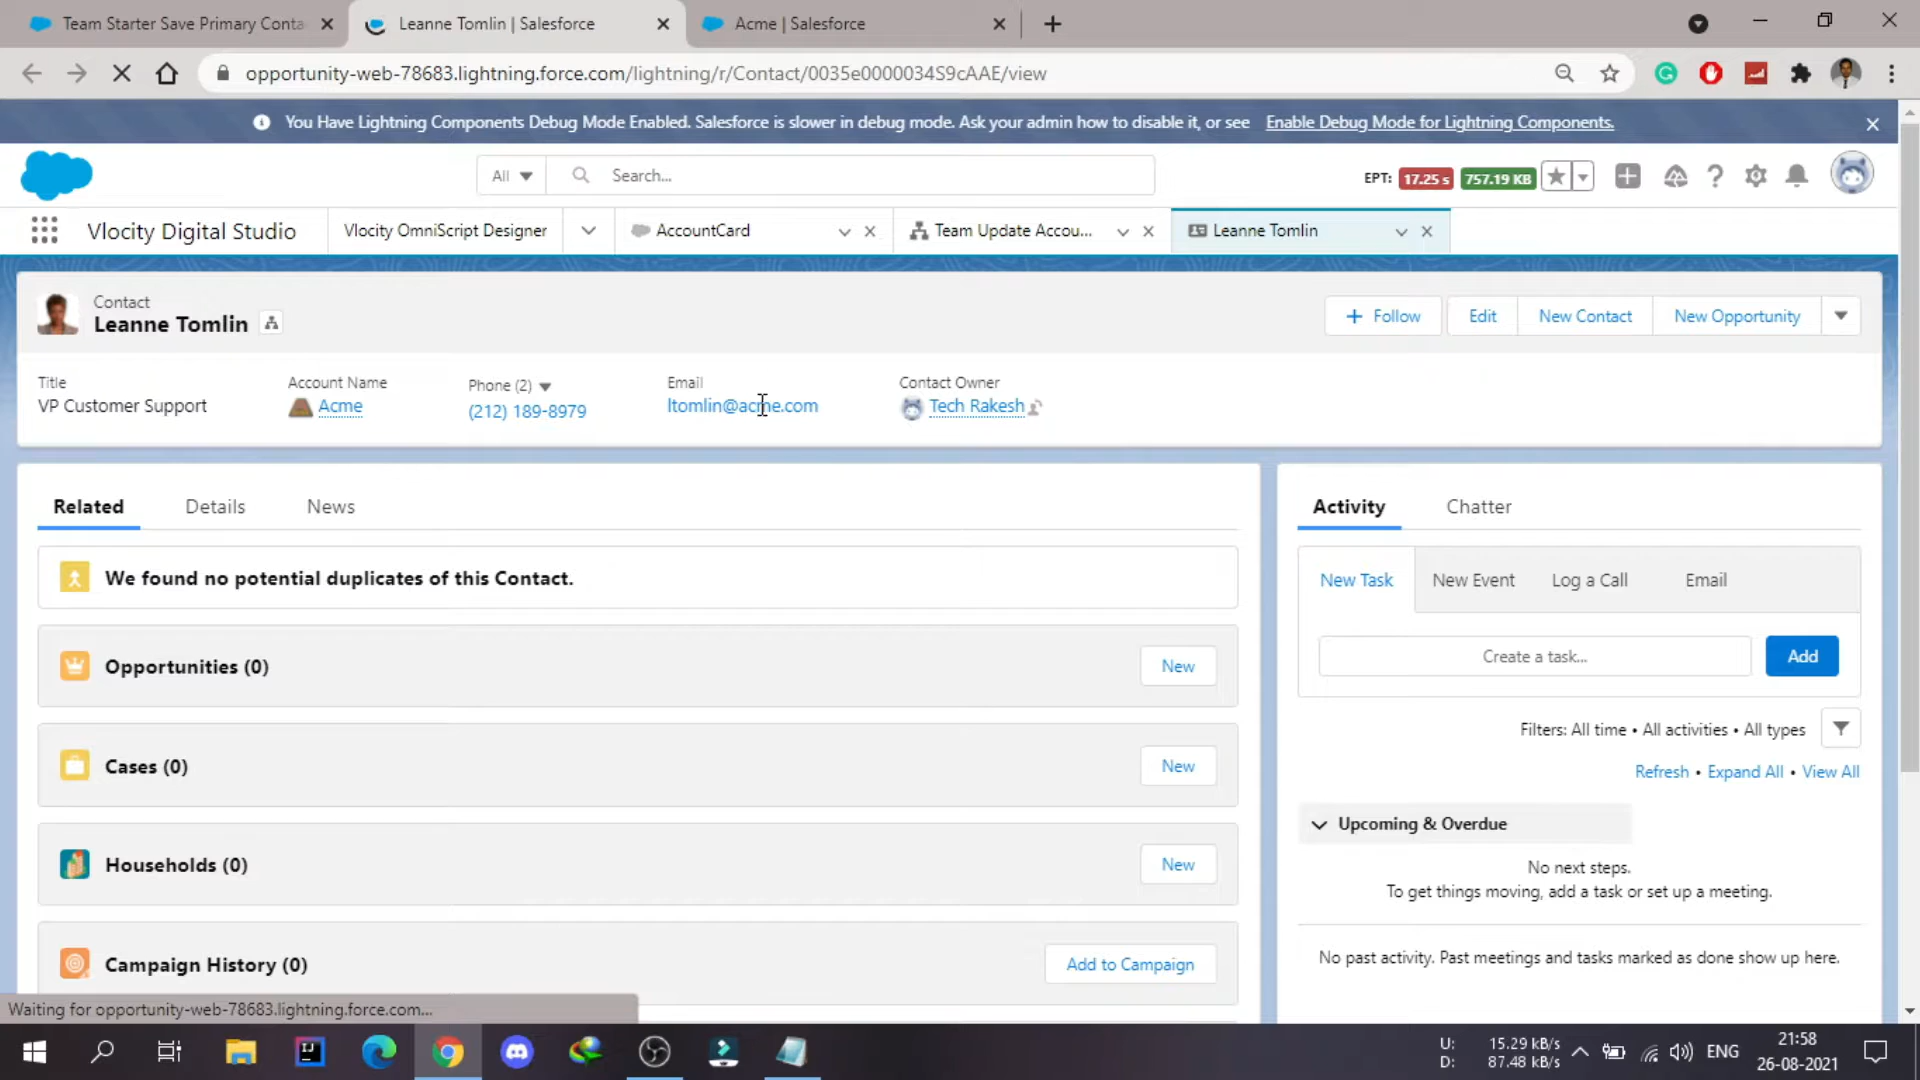 Team Starter Save Primary Conta
Leanne Tomlin | Salesforce
Acme | Salesforce
opportunity-web-78683.lightning.force.com/lightning/r/Contact/0035e0000034S9cAAE/view
You Have Lightning Components Debug Mode Enabled. Salesforce is slower in debug mode. Ask your admin how to disable it, or see Enable Debug Mode for Lightning Components.
All
Search...
EPT: 17.25 s 757.19 KB
Vlocity Digital Studio
Vlocity OmniScript Designer
AccountCard
Team Update Accou...
Leanne Tomlin
Contact
Leanne Tomlin
Follow
Edit
New Contact
New Opportunity
Title
VP Customer Support
Account Name
Acme
Phone (2)
(212) 189-8979
Email
ltomlin@acme.com
Contact Owner
Tech Rakesh
Related
Details
News
We found no potential duplicates of this Contact.
Opportunities (0)
New
Cases (0)
New
Households (0)
New
Campaign History (0)
Add to Campaign
Activity
Chatter
New Task
New Event
Log a Call
Email
Create a task...
Add
Filters: All time • All activities • All types
Refresh • Expand All • View All
Upcoming & Overdue
No next steps.
To get things moving, add a task or set up a meeting.
No past activity. Past meetings and tasks marked as done show up here.
Waiting for opportunity-web-78683.lightning.force.com...
U: 15.29 kB/s
D: 87.48 kB/s
ENG
21:58
26-08-2021